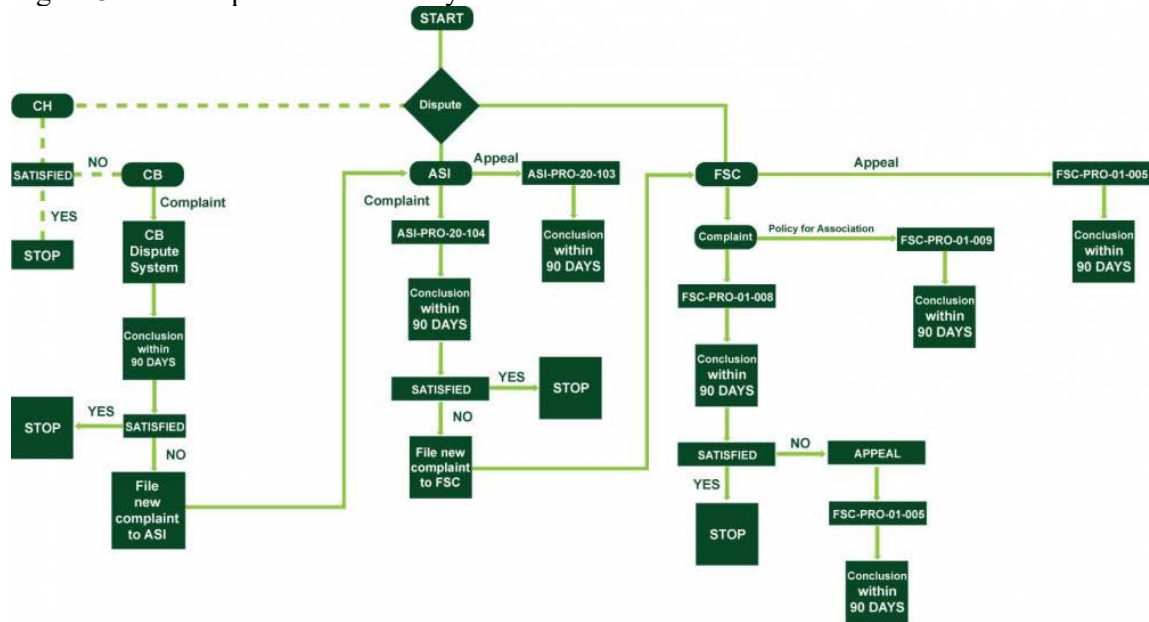 START
Dispute
CH
SATISFIED
NO
YES
STOP
CB
Complaint
CB
Dispute
System
Conclusion
within
90 DAYS
YES
STOP
SATISFIED
NO
File
new
complaint
to ASI
ASI
Appeal
ASI-PRO-20-103
Conclusion
within
90 DAYS
Complaint
ASI-PRO-20-104
Conclusion
within
90 DAYS
SATISFIED
YES
STOP
NO
File new
complaint
to FSC
FSC
Appeal
FSC-PRO-01-005
Conclusion
within
90 DAYS
Complaint
Policy for Association
FSC-PRO-01-009
Conclusion
within
90 DAYS
FSC-PRO-01-008
Conclusion
within
90 DAYS
SATISFIED
NO
APPEAL
YES
STOP
FSC-PRO-01-005
Conclusion
within
90 DAYS